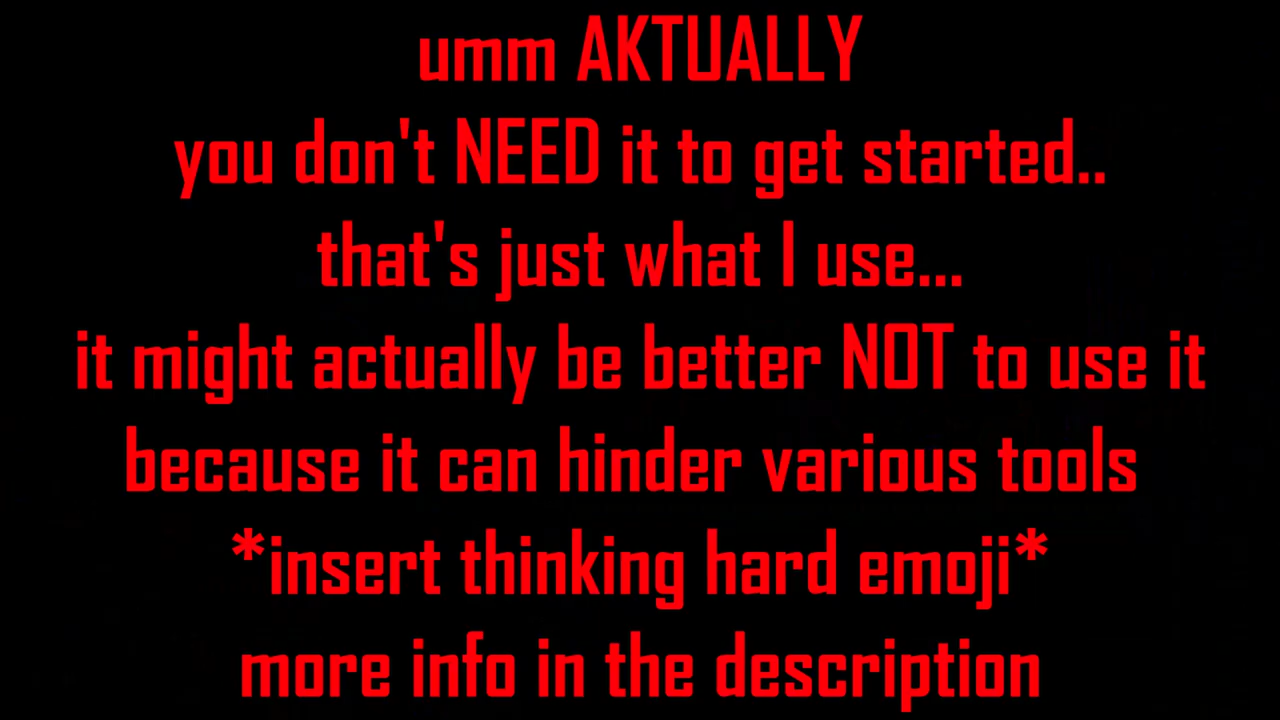 umm AKTUALLY
you don't NEED it to get started..
that's just what I use...
it might actually be better NOT to use it
because it can hinder various tools
*insert thinking hard emoji*
more info in the description